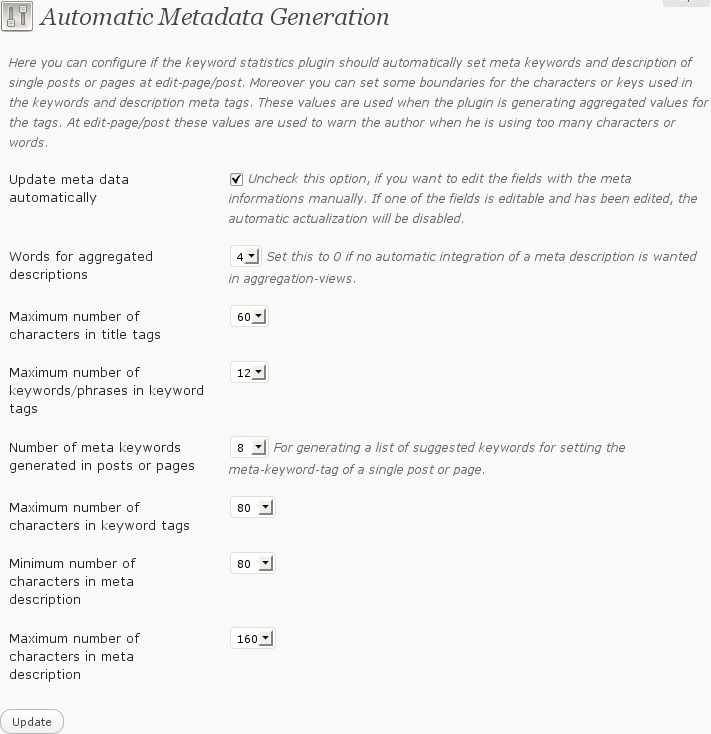 Automatic Metadata Generation
Here you can configure if the keyword statistics plugin should automatically set meta keywords and description of
single posts or pages at edit-page/post. Moreover you can set some boundaries for the characters or keys used in
the keywords and description meta tags. These values are used when the plugin is generating aggregated values for
the tags. At edit-page/post these values are used to warn the author when he is using too many characters or
words.
Update meta data
automatically
Uncheck this option, if you want to edit the fields with the meta
informations manually. If one of the fields is editable and has been edited, the
automatic actualization will be disabled.
Words for aggregated
descriptions
4 Set this to 0 if no automatic integration of a meta description is wanted
in aggregation-views.
Maximum number of
characters in title tags
60
Maximum number of
keywords/phrases in keyword
tags
12
Number of meta keywords
generated in posts or pages
8 For generating a list of suggested keywords for setting the
meta-keyword-tag of a single post or page.
Maximum number of
characters in keyword tags
80
Minimum number of
characters in meta
description
80
Maximum number of
characters in meta
description
160
Update